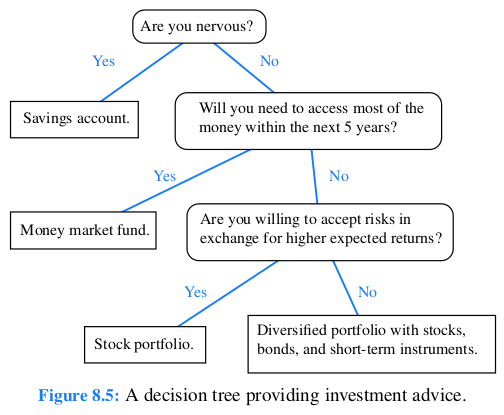 Are you nervous?
Yes
No
Savings account.
Will you need to access most of the
money within the next 5 years?
Yes
No
Money market fund.
Are you willing to accept risks in
exchange for higher expected returns?
Yes
No
Stock portfolio.
Diversified portfolio with stocks,
bonds, and short-term instruments.
Figure 8.5: A decision tree providing investment advice.